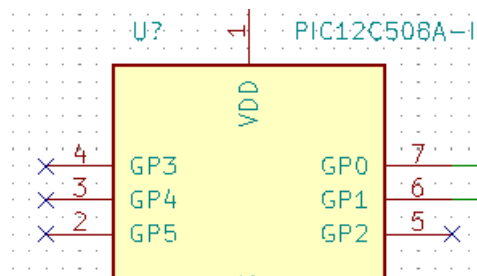 U? 1 PIC12C508A-I
VDD
4 GP3 GP0 7
3 GP4 GP1 6
2 GP5 GP2 5